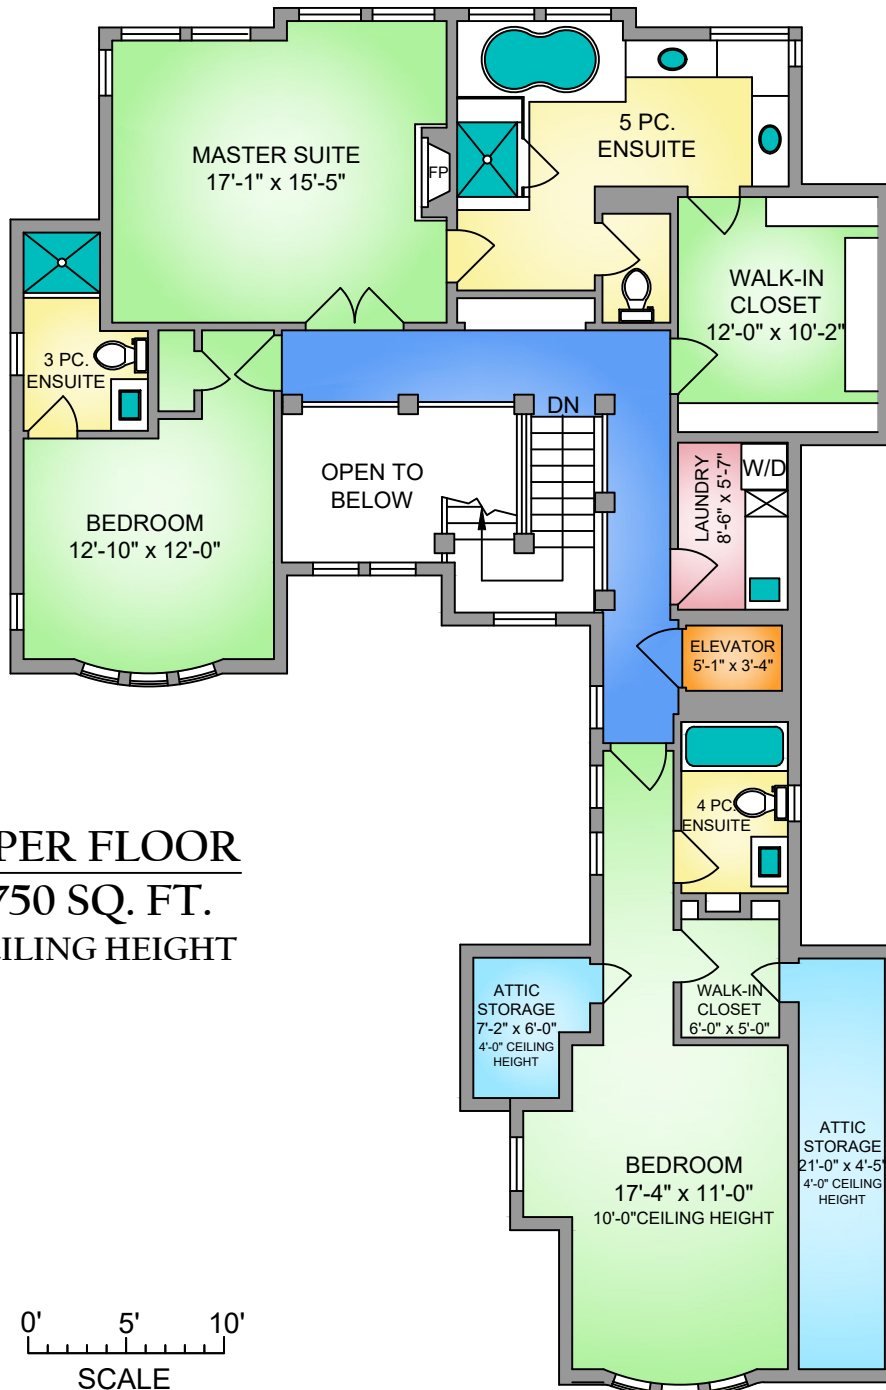 MASTER SUITE
17'-1" x 15'-5"
FP
5 PC.
ENSUITE
WALK-IN
CLOSET
12'-0" x 10'-2"
3 PC.
ENSUITE
DN
OPEN TO
BELOW
BEDROOM
12'-10" x 12'-0"
LAUNDRY
8'-6" x 5'-7"
W/D
ELEVATOR
5'-1" x 3'-4"
4 PC.
ENSUITE
PER FLOOR
750 SQ. FT.
EILING HEIGHT
ATTIC
STORAGE
7'-2" x 6'-0"
4'-0" CEILING
HEIGHT
WALK-IN
CLOSET
6'-0" x 5'-0"
BEDROOM
17'-4" x 11'-0"
10'-0"CEILING HEIGHT
ATTIC
STORAGE
21'-0" x 4'-5"
4'-0" CEILING
HEIGHT
0' 5' 10'
SCALE